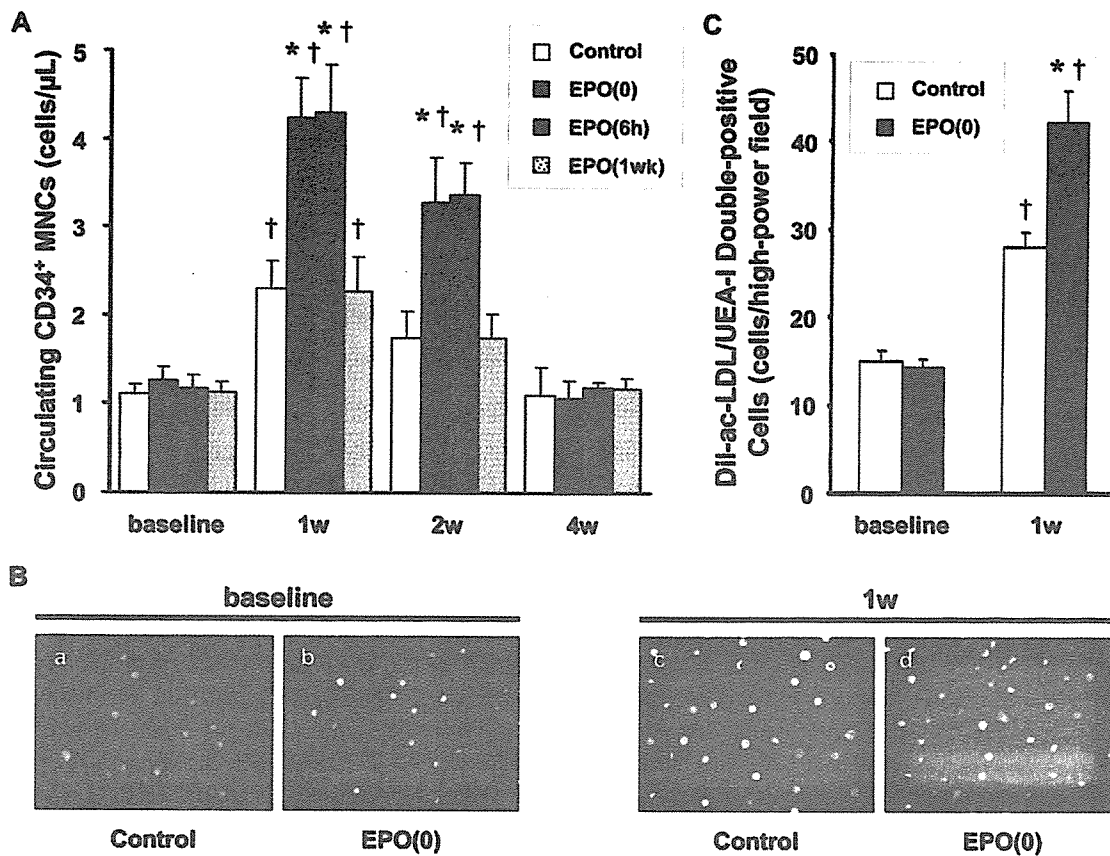 A
Circulating CD34⁺ MNCs (cells/μL)
5
4
3
2
1
0
* † * †
† †
* † * †
baseline 1w 2w 4w
Control
EPO(0)
EPO(6h)
EPO(1wk)
C
DiI-ac-LDL/UEA-I Double-positive
Cells (cells/high-power field)
50
40
30
20
10
0
Control
EPO(0)
* †
†
baseline 1w
B
baseline
1w
a
b
c
d
Control EPO(0)
Control EPO(0)